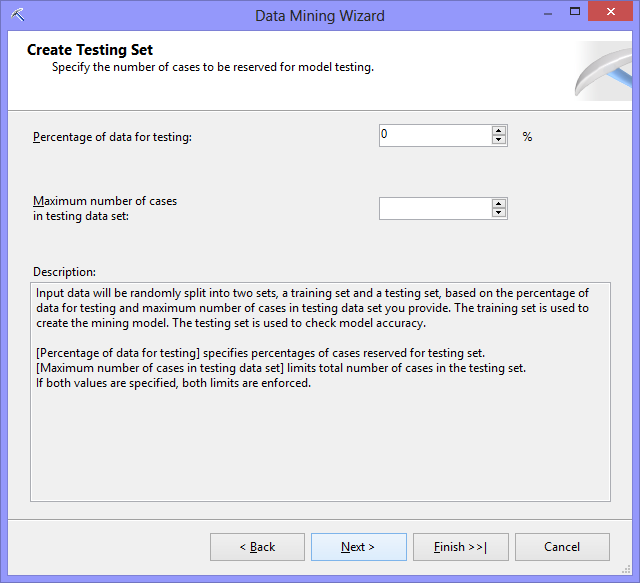 Data Mining Wizard
Create Testing Set
Specify the number of cases to be reserved for model testing.
Percentage of data for testing:
0
%
Maximum number of cases
in testing data set:
Description:
Input data will be randomly split into two sets, a training set and a testing set, based on the percentage of
data for testing and maximum number of cases in testing data set you provide. The training set is used to
create the mining model. The testing set is used to check model accuracy.
[Percentage of data for testing] specifies percentages of cases reserved for testing set.
[Maximum number of cases in testing data set] limits total number of cases in the testing set.
If both values are specified, both limits are enforced.
< Back
Next >
Finish >>|
Cancel